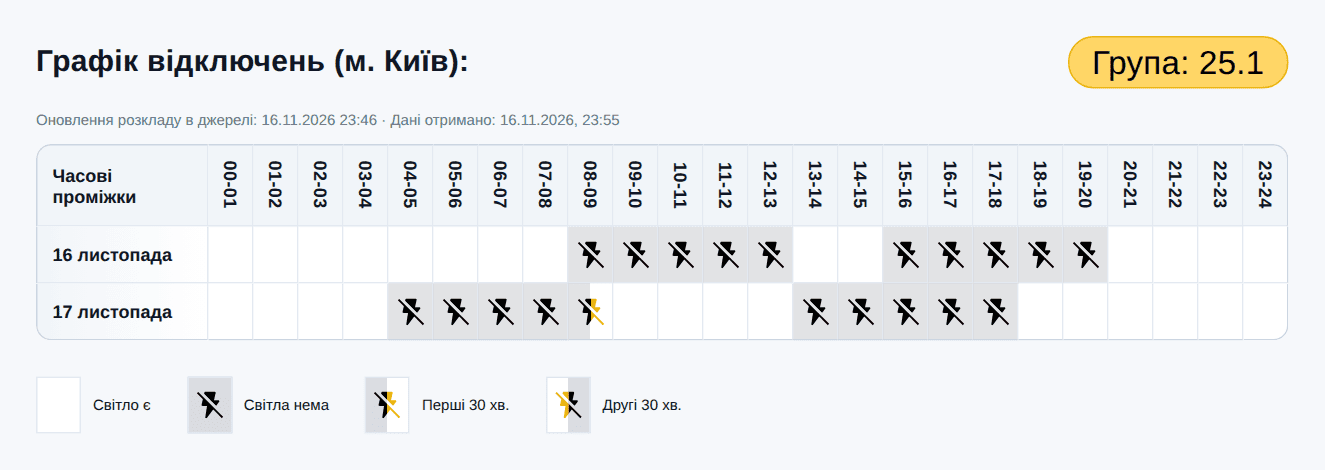 Графік відключень (м. Київ):
Група: 25.1
Оновлення розкладу в джерелі: 16.11.2026 23:46 · Дані отримано: 16.11.2026, 23:55
Часові
проміжки
00-01 01-02 02-03 03-04 04-05 05-06 06-07 07-08 08-09 09-10 10-11 11-12 12-13 13-14 14-15 15-16 16-17 17-18 18-19 19-20 20-21 21-22 22-23 23-24
16 листопада
17 листопада
Світло є Світла нема Перші 30 хв. Другі 30 хв.